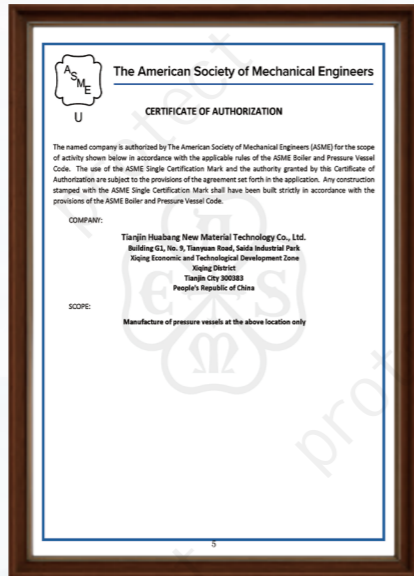 ASME
U
The American Society of Mechanical Engineers
CERTIFICATE OF AUTHORIZATION
The named company is authorized by The American Society of Mechanical Engineers (ASME) for the scope
of activity shown below in accordance with the applicable rules of the ASME Boiler and Pressure Vessel
Code. The use of the ASME Single Certification Mark and the authority granted by this Certificate of
Authorization are subject to the provisions of the agreement set forth in the application. Any construction
stamped with the ASME Single Certification Mark shall have been built strictly in accordance with the
provisions of the ASME Boiler and Pressure Vessel Code.
COMPANY:
Tianjin Huabang New Material Technology Co., Ltd.
Building G1, No. 9, Tianyuan Road, Saida Industrial Park
Xiqing Economic and Technological Development Zone
Xiqing District
Tianjin City 300383
People's Republic of China
SCOPE:
Manufacture of pressure vessels at the above location only
protect
5